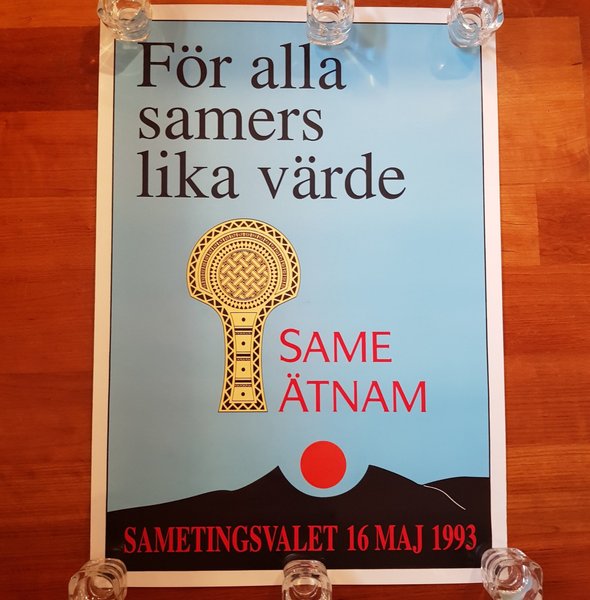 För alla
samers
lika värde
SAME
ÄTNAM
SAMETINGSVALET 16 MAJ 1993